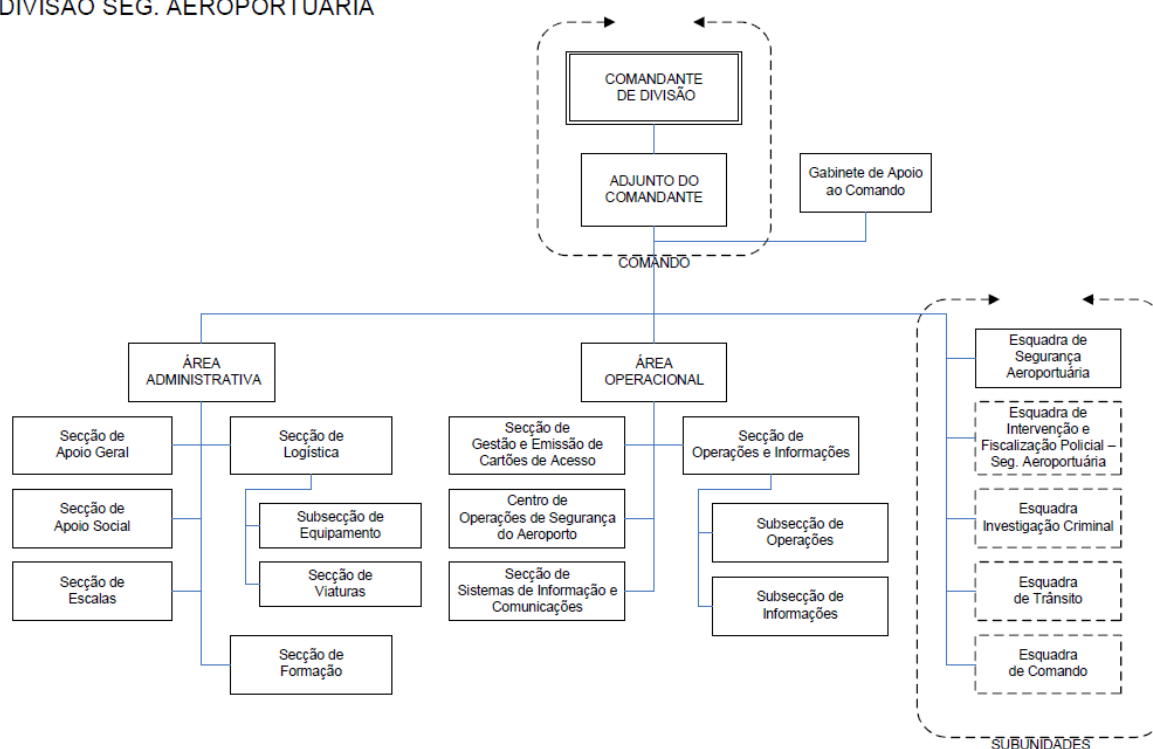 DIVISÃO SEG. AEROPORTUÁRIA
COMANDANTE
DE DIVISÃO
ADJUNTO DO
COMANDANTE
Gabinete de Apoio
ao Comando
COMANDO
ÁREA
ADMINISTRATIVA
Secção de
Apoio Geral
Secção de
Logística
Secção de
Apoio Social
Subsecção de
Equipamento
Secção de
Escalas
Secção de
Viaturas
Secção de
Formação
ÁREA
OPERACIONAL
Secção de
Gestão e Emissão de
Cartões de Acesso
Secção de
Operações e Informações
Centro de
Operações de Segurança
do Aeroporto
Subsecção de
Operações
Secção de
Sistemas de Informação e
Comunicações
Subsecção de
Informações
Esquadra de
Segurança
Aeroportuária
Esquadra de
Intervenção e
Fiscalização Policial –
Seg. Aeroportuária
Esquadra
Investigação Criminal
Esquadra
de Trânsito
Esquadra
de Comando
SUBUNIDADES